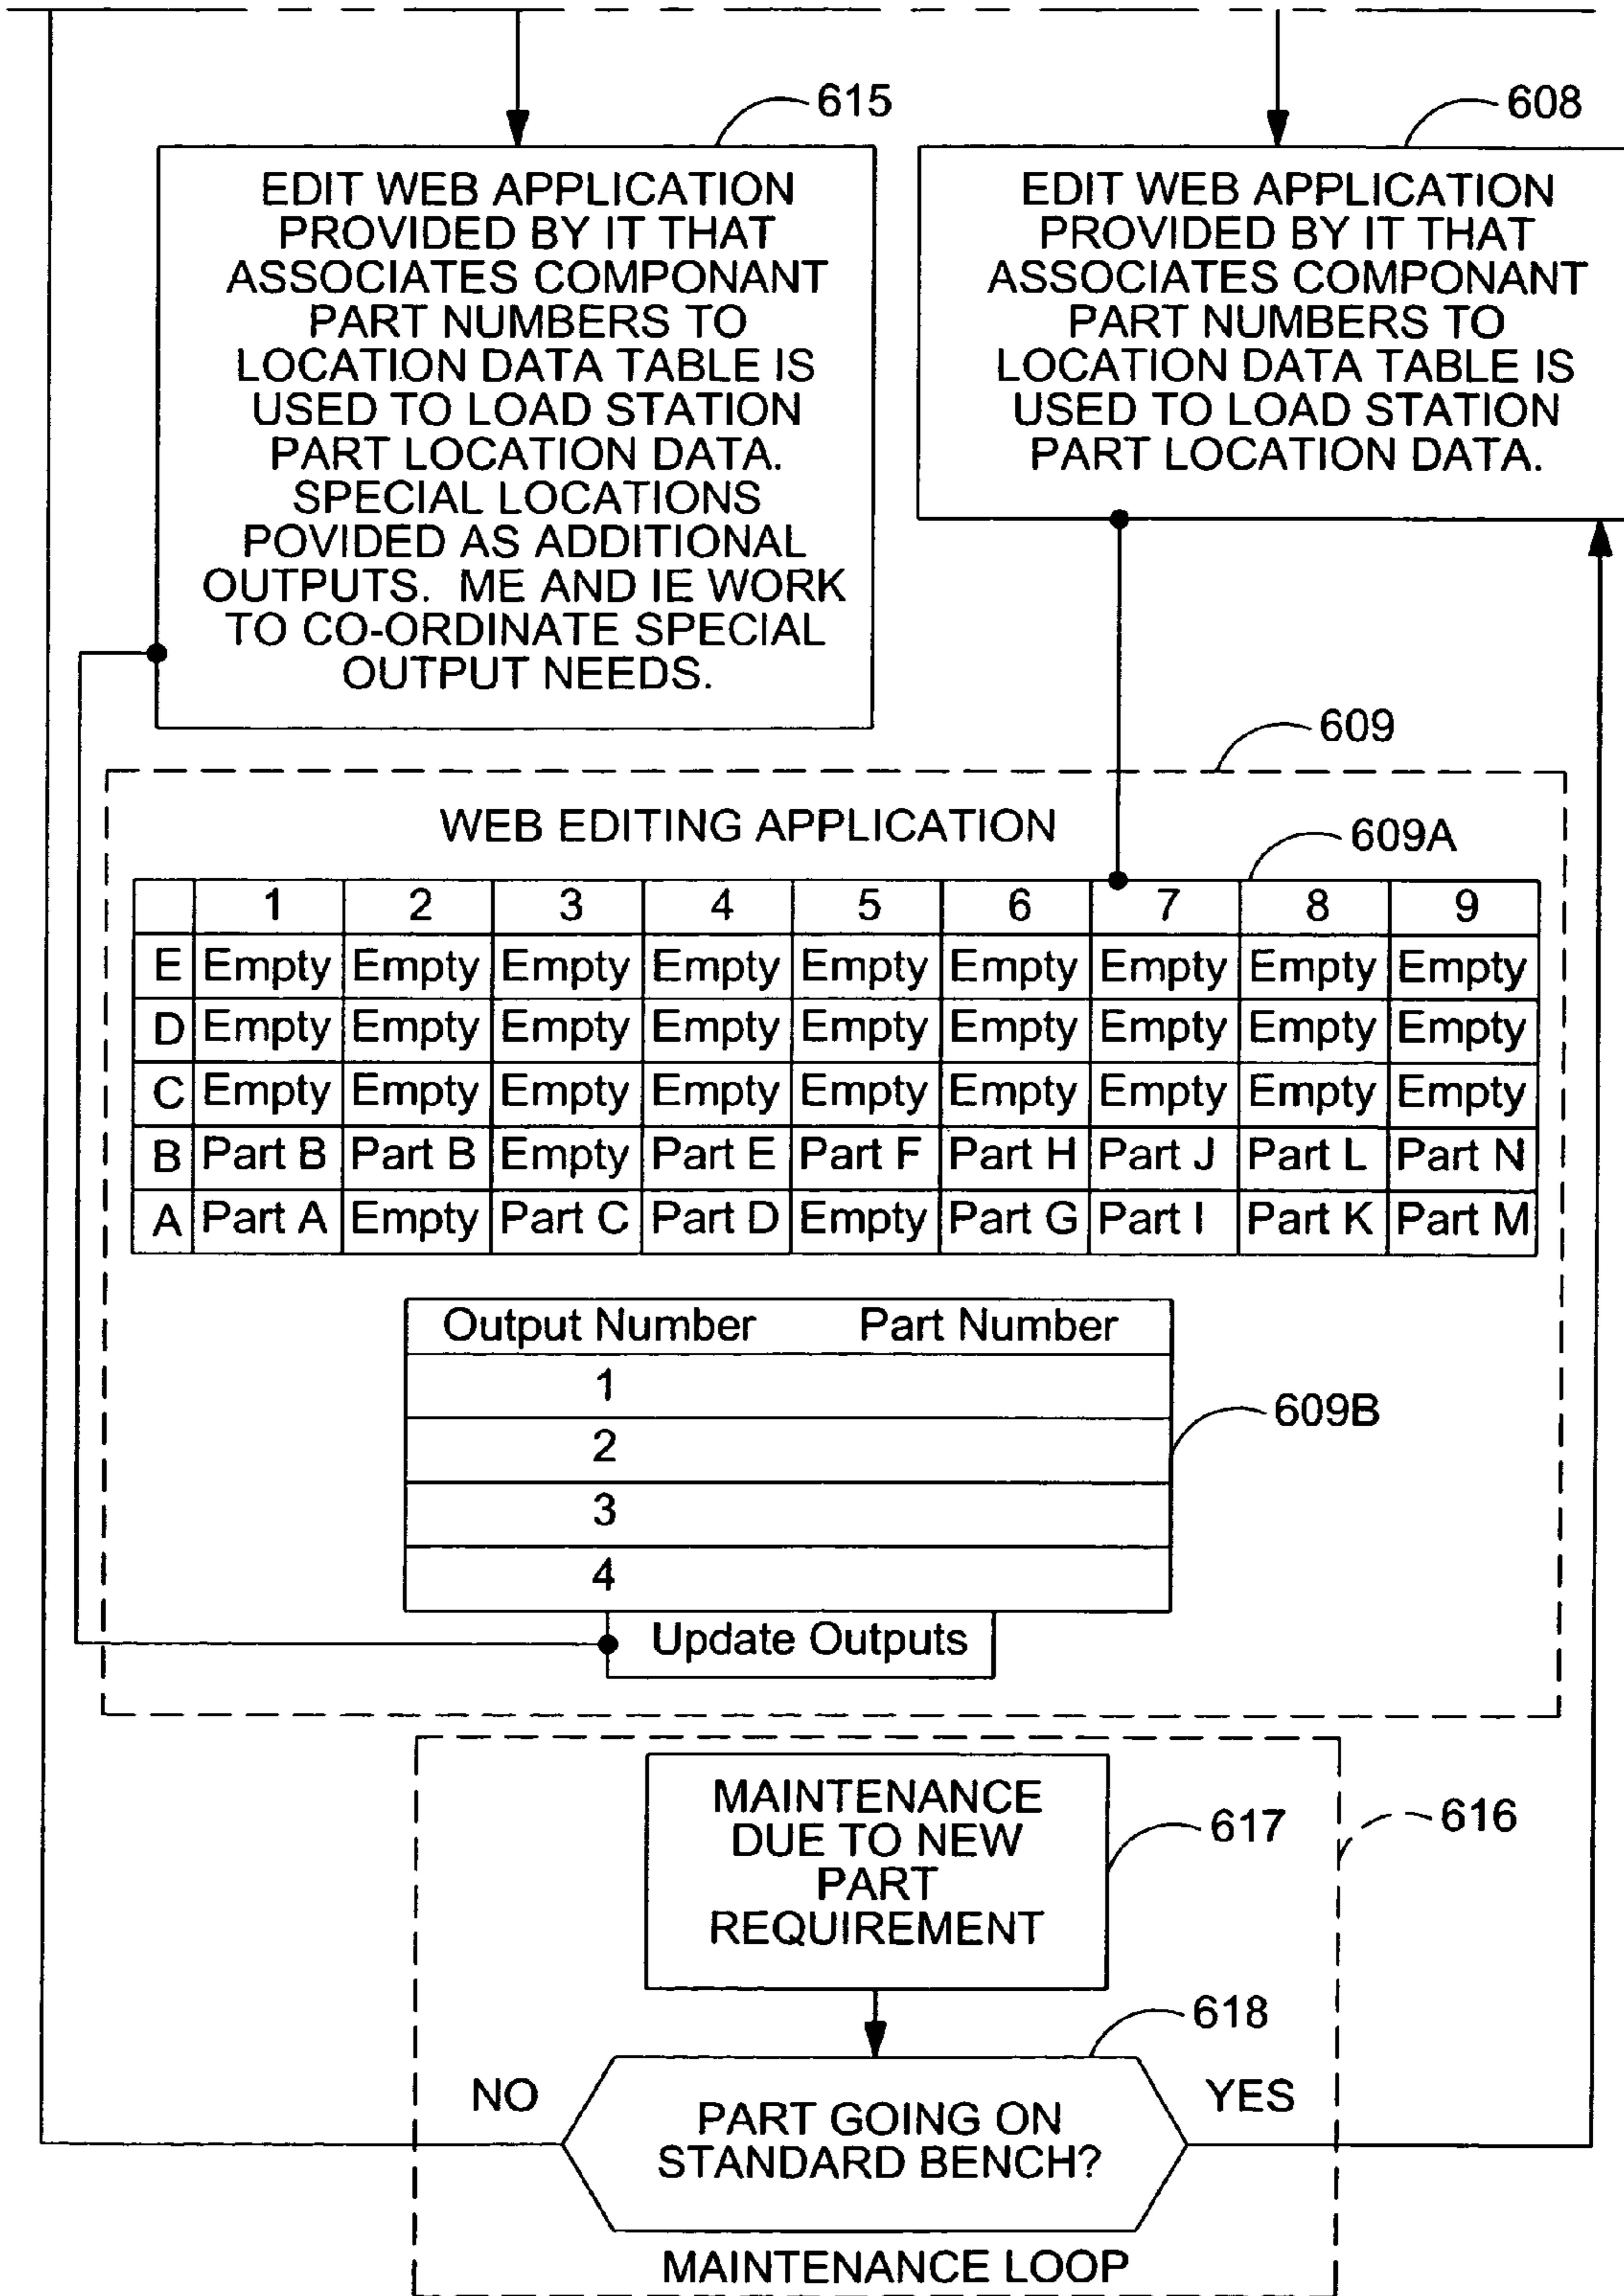 615
EDIT WEB APPLICATION
PROVIDED BY IT THAT
ASSOCIATES COMPONANT
PART NUMBERS TO
LOCATION DATA TABLE IS
USED TO LOAD STATION
PART LOCATION DATA.
SPECIAL LOCATIONS
POVIDED AS ADDITIONAL
OUTPUTS. ME AND IE WORK
TO CO-ORDINATE SPECIAL
OUTPUT NEEDS.
608
EDIT WEB APPLICATION
PROVIDED BY IT THAT
ASSOCIATES COMPONANT
PART NUMBERS TO
LOCATION DATA TABLE IS
USED TO LOAD STATION
PART LOCATION DATA.
609
WEB EDITING APPLICATION
609A
1 2 3 4 5 6 7 8 9
E Empty Empty Empty Empty Empty Empty Empty Empty Empty
D Empty Empty Empty Empty Empty Empty Empty Empty Empty
C Empty Empty Empty Empty Empty Empty Empty Empty Empty
B Part B Part B Empty Part E Part F Part H Part J Part L Part N
A Part A Empty Part C Part D Empty Part G Part I Part K Part M
Output Number Part Number
1
2
3
4
609B
Update Outputs
MAINTENANCE
DUE TO NEW
PART
REQUIREMENT
617
616
618
NO
PART GOING ON
STANDARD BENCH?
YES
MAINTENANCE LOOP